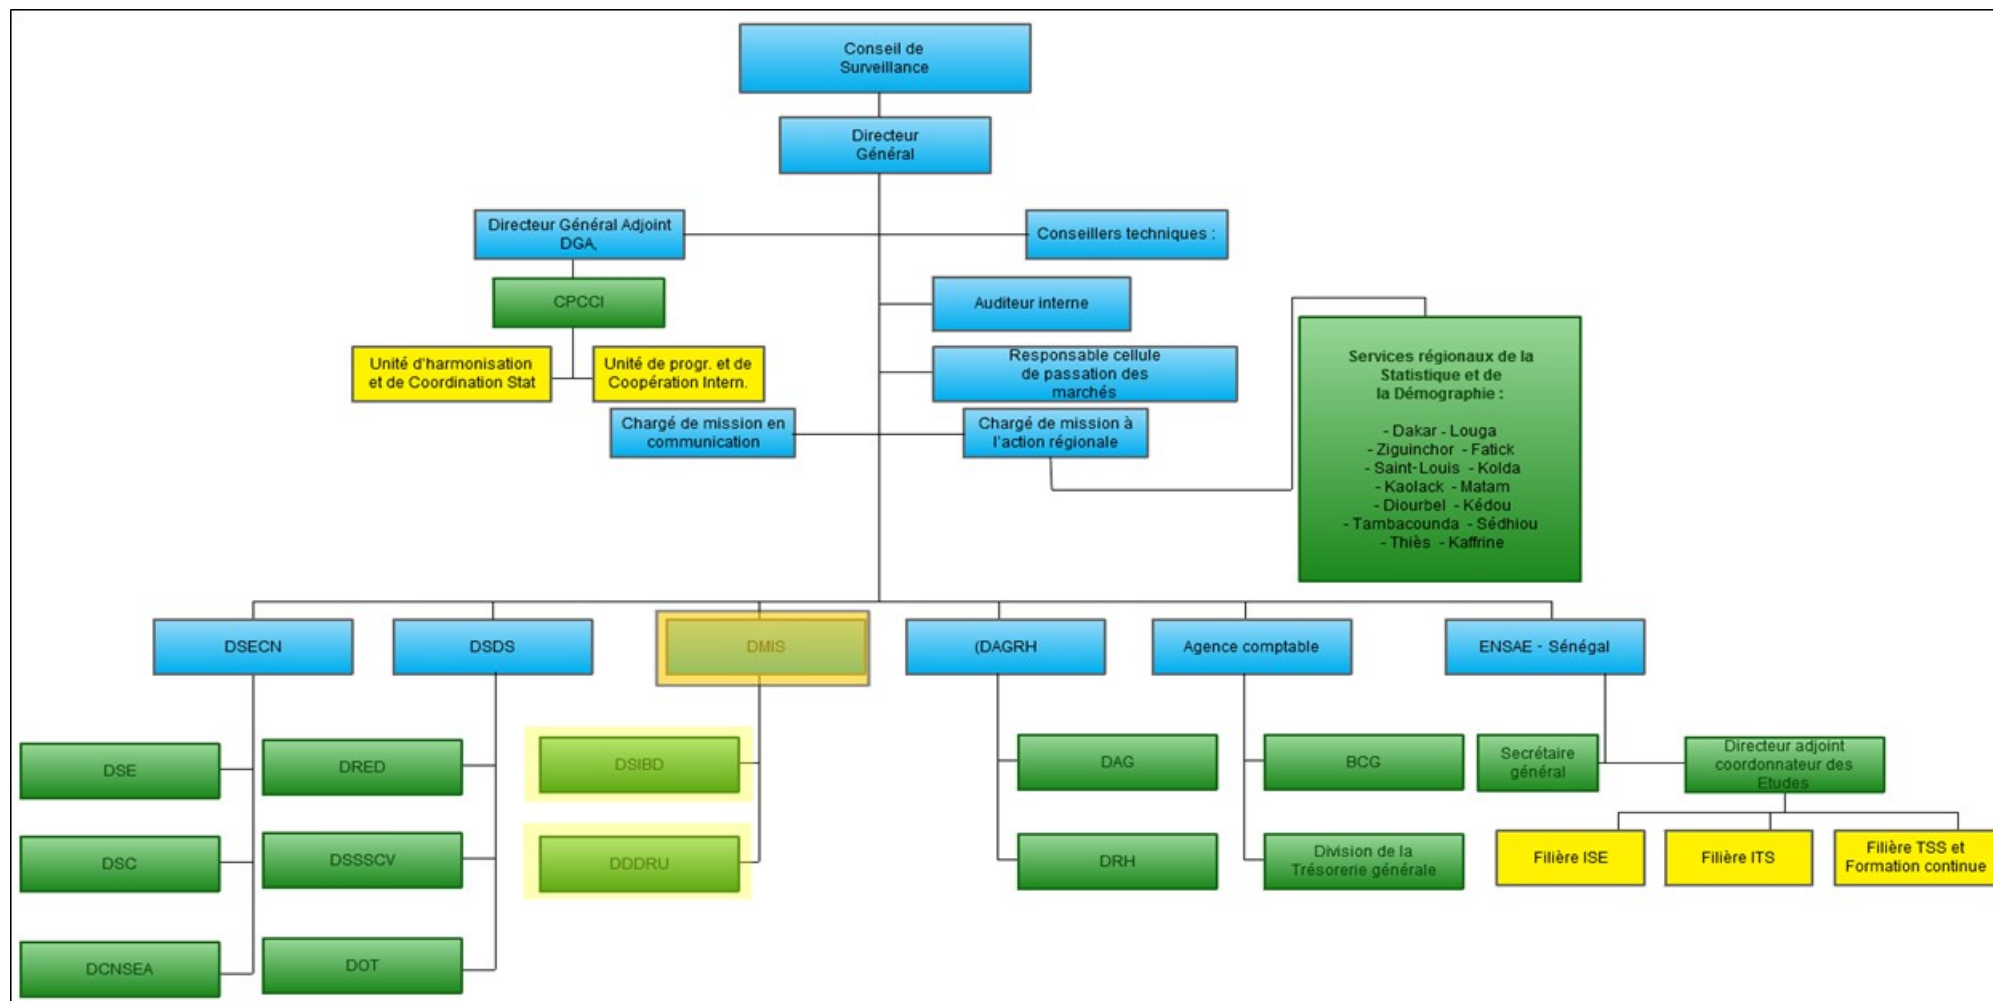 Conseil de
Surveillance
Directeur
Général
Directeur Général Adjoint
DGA,
Conseillers techniques :
CPCCI
Auditeur interne
Unité d'harmonisation
et de Coordination Stat
Unité de progr. et de
Coopération Intern.
Responsable cellule
de passation des
marchés
Chargé de mission en
communication
Chargé de mission à
l'action régionale
Services régionaux de la
Statistique et de
la Démographie :
- Dakar - Louga
- Ziguinchor - Fatick
- Saint-Louis - Kolda
- Kaolack - Matam
- Diourbel - Kédou
- Tambacounda - Sédhiou
- Thiès - Kaffrine
DSECN
DSDS
DMIS
(DAGRH
Agence comptable
ENSAE - Sénégal
DSE
DRED
DSIBD
DAG
BCG
Secrétaire
général
Directeur adjoint
coordonnateur des
Etudes
DSC
DSSSCV
DDDRU
DRH
Division de la
Trésorerie générale
Filière ISE
Filière ITS
Filière TSS et
Formation continue
DCNSEA
DOT